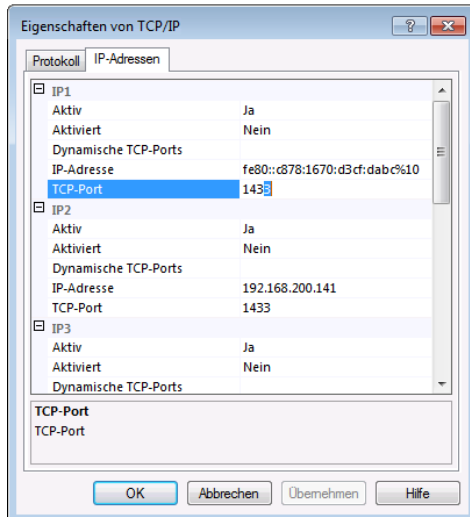 Eigenschaften von TCP/IP
Protokoll IP-Adressen
IP1
Aktiv Ja
Aktiviert Nein
Dynamische TCP-Ports
IP-Adresse fe80::c878:1670:d3cf:dabc%10
TCP-Port 1433
IP2
Aktiv Ja
Aktiviert Nein
Dynamische TCP-Ports
IP-Adresse 192.168.200.141
TCP-Port 1433
IP3
Aktiv Ja
Aktiviert Nein
Dynamische TCP-Ports
TCP-Port
TCP-Port
OK Abbrechen Übernehmen Hilfe